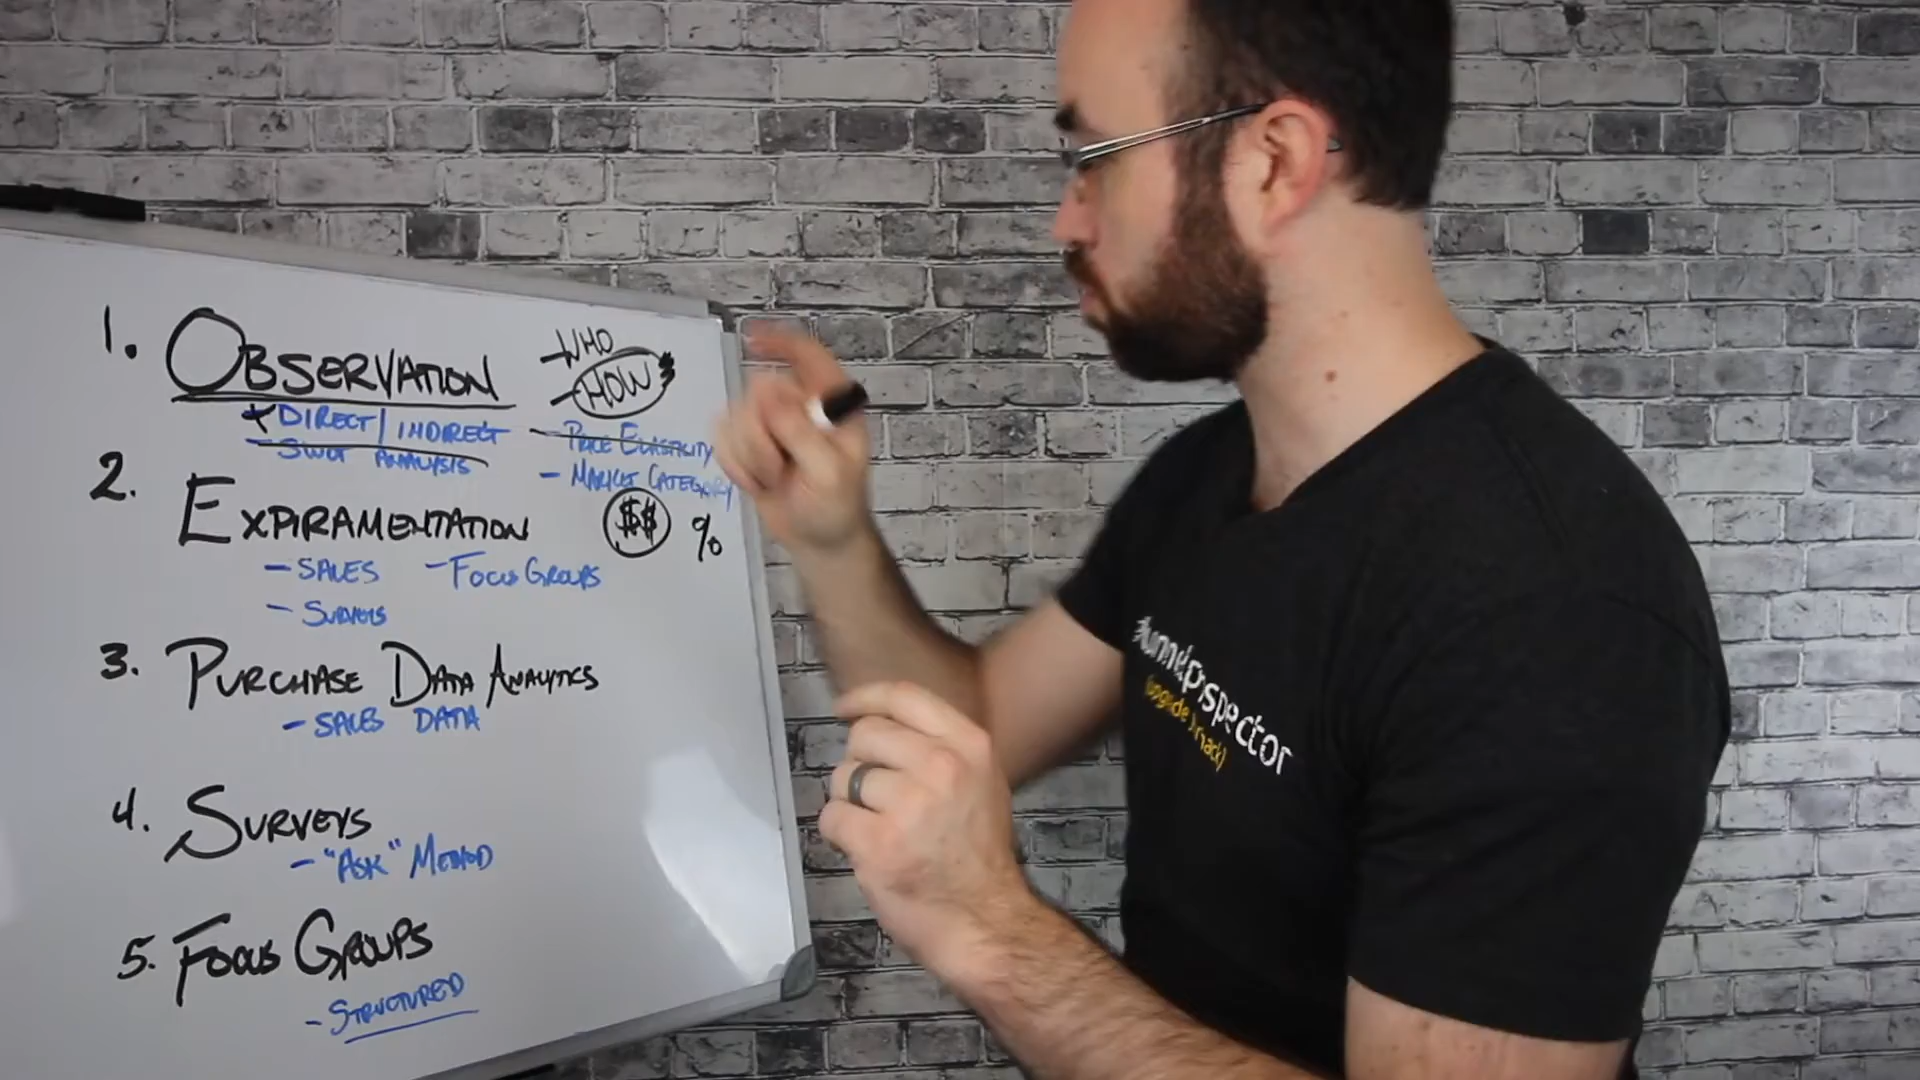 1. OBSERVATION
- WHO
- HOW
DIRECT / INDIRECT
- SWOT ANALYSIS
- PRICE ELASTICITY
- MARKET CATEGORY
2. EXPIRAMENTATION
$$ %
- SALES
- FOCUS GROUPS
- SURVEYS
3. PURCHASE DATA ANALYTICS
- SALES DATA
4. SURVEYS
- "ASK" METHOD
5. FOCUS GROUPS
- STRUCTURED